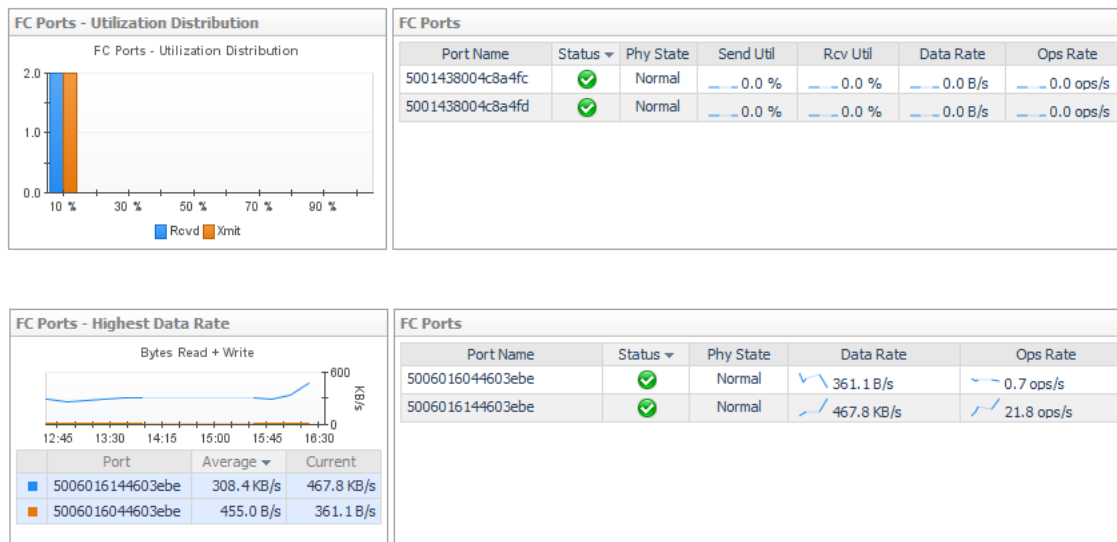 FC Ports - Utilization Distribution
FC Ports - Utilization Distribution
2.0
1.0
0.0
10 % 30 % 50 % 70 % 90 %
Rcvd Xmit
FC Ports
Port Name Status Phy State Send Util Rcv Util Data Rate Ops Rate
5001438004c8a4fc Normal 0.0 % 0.0 % 0.0 B/s 0.0 ops/s
5001438004c8a4fd Normal 0.0 % 0.0 % 0.0 B/s 0.0 ops/s
FC Ports - Highest Data Rate
Bytes Read + Write
600
KB/s
0
12:45 13:30 14:15 15:00 15:45 16:30
Port Average Current
5006016144603ebe 308.4 KB/s 467.8 KB/s
5006016044603ebe 455.0 B/s 361.1 B/s
FC Ports
Port Name Status Phy State Data Rate Ops Rate
5006016044603ebe Normal 361.1 B/s 0.7 ops/s
5006016144603ebe Normal 467.8 KB/s 21.8 ops/s